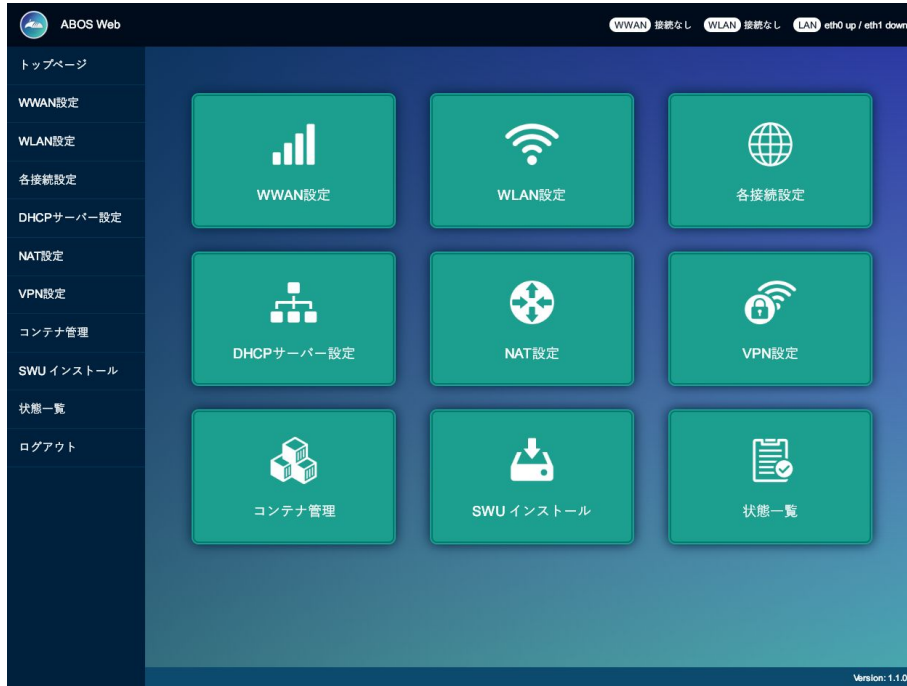 ABOS Web
WWAN 接続なし WLAN 接続なし LAN eth0 up / eth1 down
トップページ
WWAN設定
WLAN設定
各接続設定
DHCPサーバー設定
NAT設定
VPN設定
コンテナ管理
SWU インストール
状態一覧
ログアウト
WWAN設定
WLAN設定
各接続設定
DHCPサーバー設定
NAT設定
VPN設定
コンテナ管理
SWU インストール
状態一覧
Version: 1.1.0